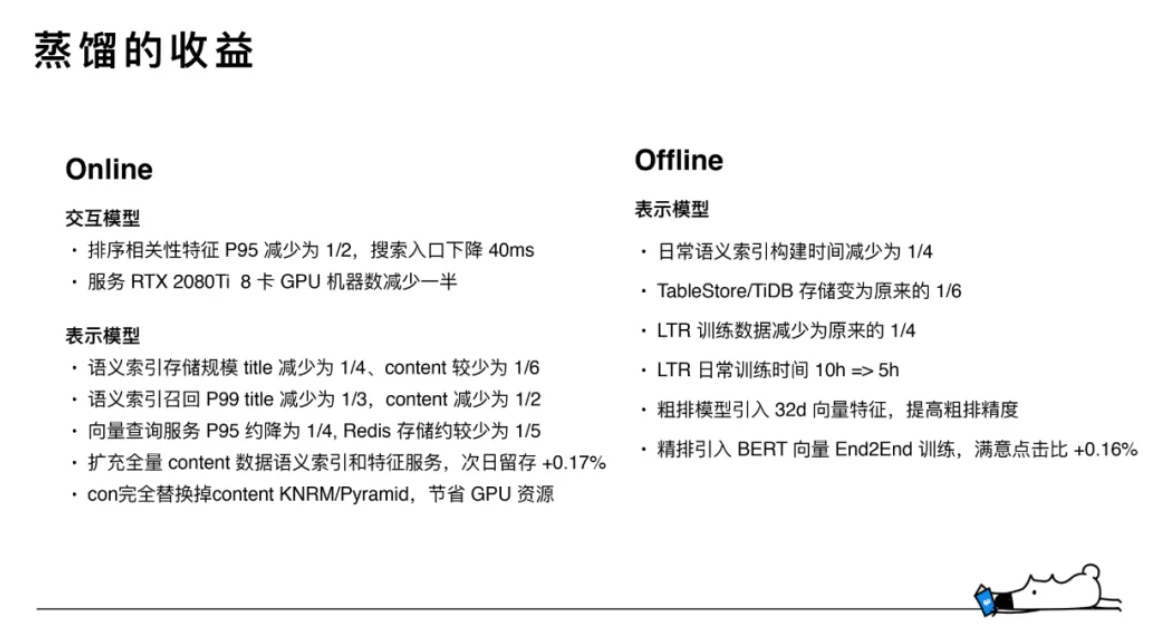 蒸馏的收益
Online
交互模型
· 排序相关性特征 P95 减少为 1/2，搜索入口下降 40ms
· 服务 RTX 2080Ti 8 卡 GPU 机器数减少一半
表示模型
· 语义索引存储规模 title 减少为 1/4、content 较少为 1/6
· 语义索引召回 P99 title 减少为 1/3，content 减少为 1/2
· 向量查询服务 P95 约降为 1/4, Redis 存储约较少为 1/5
· 扩充全量 content 数据语义索引和特征服务，次日留存 +0.17%
· con完全替换掉content KNRM/Pyramid，节省 GPU 资源
Offline
表示模型
· 日常语义索引构建时间减少为 1/4
· TableStore/TiDB 存储变为原来的 1/6
· LTR 训练数据减少为原来的 1/4
· LTR 日常训练时间 10h => 5h
· 粗排模型引入 32d 向量特征，提高粗排精度
· 精排引入 BERT 向量 End2End 训练，满意点击比 +0.16%